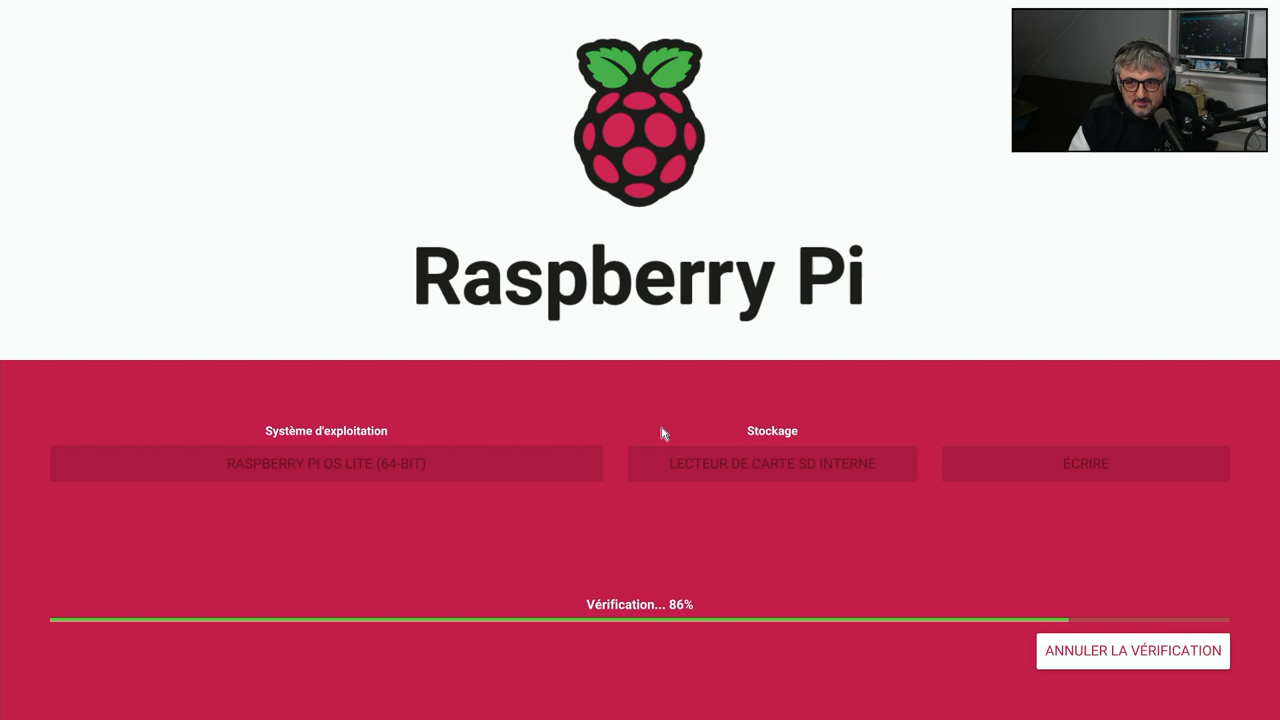 Raspberry Pi
Système d'exploitation
Stockage
RASPBERRY PI OS LITE (64-BIT)
LECTEUR DE CARTE SD INTERNE
ÉCRIRE
Vérification... 86%
ANNULER LA VÉRIFICATION